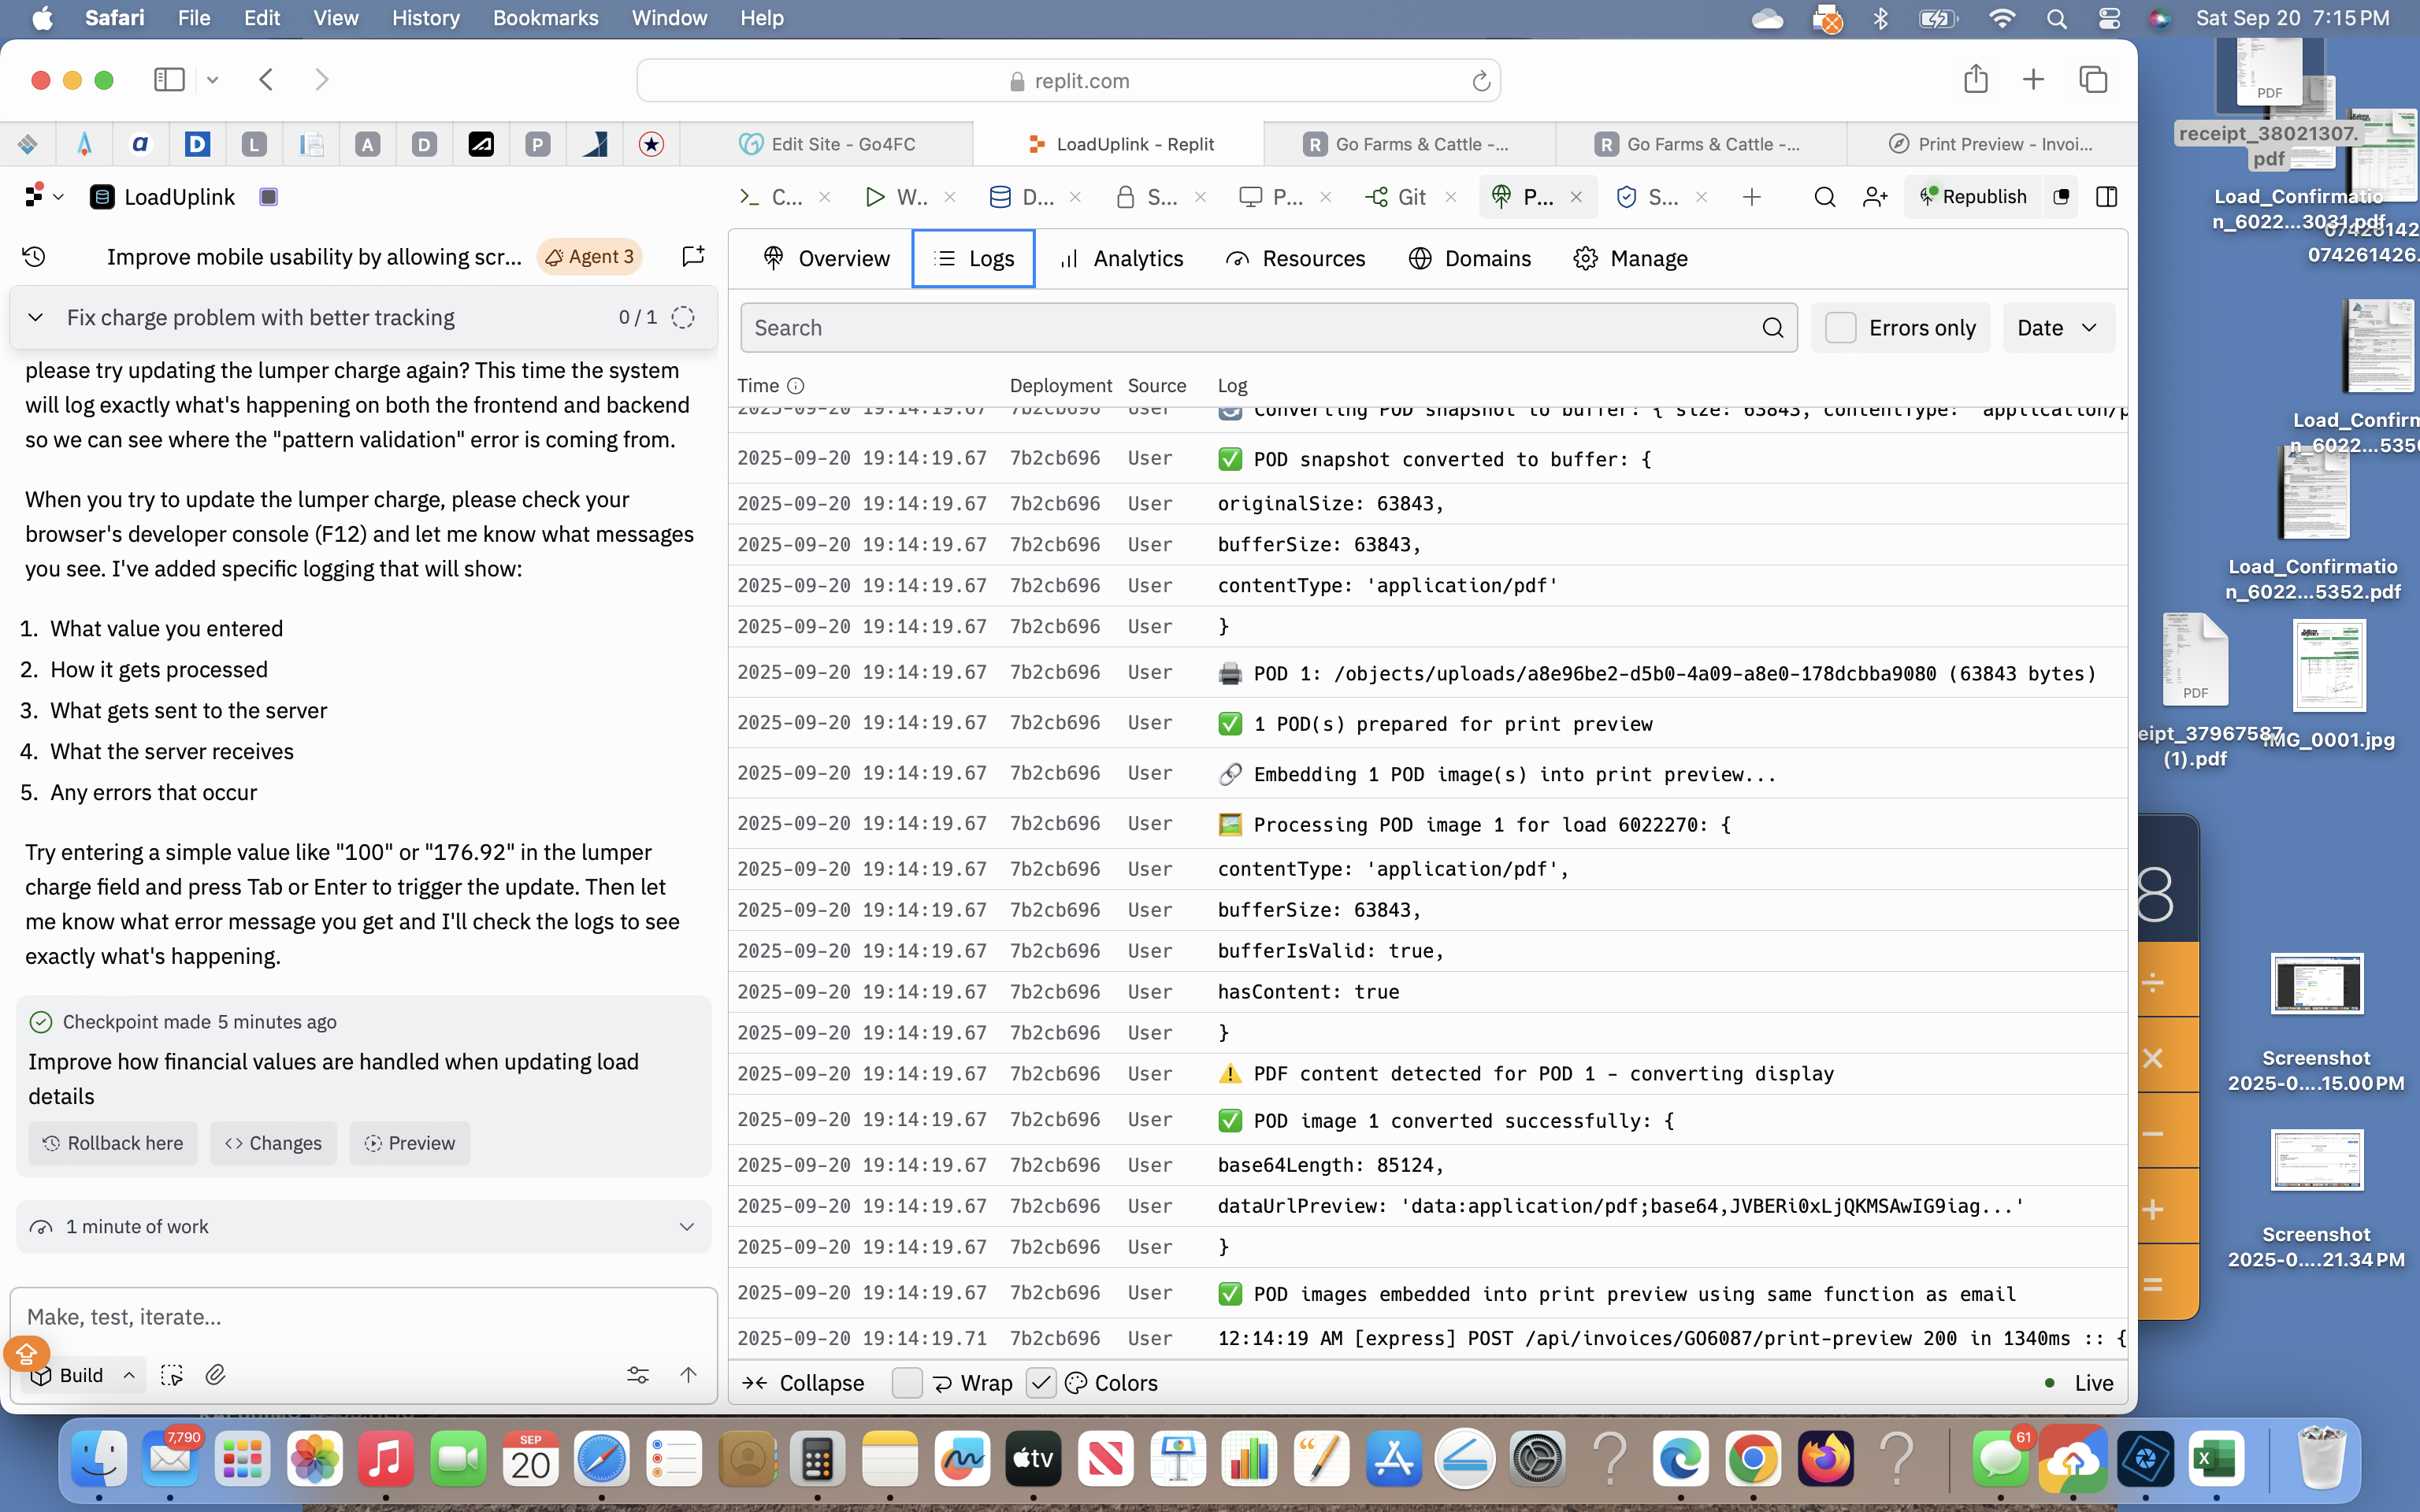 Safari File Edit View History Bookmarks Window Help Sat Sep 20 7:15 PM
replit.com
Edit Site - Go4FC LoadUplink - Replit Go Farms & Cattle -... Go Farms & Cattle -... Print Preview - Invoi...
LoadUplink
C... W... D... S... P... Git P... S... Republish
Improve mobile usability by allowing scr... Agent 3
Fix charge problem with better tracking 0 / 1
please try updating the lumper charge again? This time the system
will log exactly what's happening on both the frontend and backend
so we can see where the "pattern validation" error is coming from.
When you try to update the lumper charge, please check your
browser's developer console (F12) and let me know what messages
you see. I've added specific logging that will show:
1. What value you entered
2. How it gets processed
3. What gets sent to the server
4. What the server receives
5. Any errors that occur
Try entering a simple value like "100" or "176.92" in the lumper
charge field and press Tab or Enter to trigger the update. Then let
me know what error message you get and I'll check the logs to see
exactly what's happening.
Checkpoint made 5 minutes ago
Improve how financial values are handled when updating load
details
Rollback here Changes Preview
1 minute of work
Make, test, iterate...
Build
Overview Logs Analytics Resources Domains Manage
Search Errors only Date
Time Deployment Source Log
2025-09-20 19:14:19.67 7b2cb696 User Converting POD snapshot to buffer: { size: 63843, contentType: 'application/p
2025-09-20 19:14:19.67 7b2cb696 User ✅ POD snapshot converted to buffer: {
2025-09-20 19:14:19.67 7b2cb696 User originalSize: 63843,
2025-09-20 19:14:19.67 7b2cb696 User bufferSize: 63843,
2025-09-20 19:14:19.67 7b2cb696 User contentType: 'application/pdf'
2025-09-20 19:14:19.67 7b2cb696 User }
2025-09-20 19:14:19.67 7b2cb696 User 🖨️ POD 1: /objects/uploads/a8e96be2-d5b0-4a09-a8e0-178dcbba9080 (63843 bytes)
2025-09-20 19:14:19.67 7b2cb696 User ✅ 1 POD(s) prepared for print preview
2025-09-20 19:14:19.67 7b2cb696 User 🔗 Embedding 1 POD image(s) into print preview...
2025-09-20 19:14:19.67 7b2cb696 User 🖼️ Processing POD image 1 for load 6022270: {
2025-09-20 19:14:19.67 7b2cb696 User contentType: 'application/pdf',
2025-09-20 19:14:19.67 7b2cb696 User bufferSize: 63843,
2025-09-20 19:14:19.67 7b2cb696 User bufferIsValid: true,
2025-09-20 19:14:19.67 7b2cb696 User hasContent: true
2025-09-20 19:14:19.67 7b2cb696 User }
2025-09-20 19:14:19.67 7b2cb696 User ⚠️ PDF content detected for POD 1 - converting display
2025-09-20 19:14:19.67 7b2cb696 User ✅ POD image 1 converted successfully: {
2025-09-20 19:14:19.67 7b2cb696 User base64Length: 85124,
2025-09-20 19:14:19.67 7b2cb696 User dataUrlPreview: 'data:application/pdf;base64,JVBERi0xLjQKMSAwIG9iag...'
2025-09-20 19:14:19.67 7b2cb696 User }
2025-09-20 19:14:19.67 7b2cb696 User ✅ POD images embedded into print preview using same function as email
2025-09-20 19:14:19.71 7b2cb696 User 12:14:19 AM [express] POST /api/invoices/GO6087/print-preview 200 in 1340ms :: {
Collapse Wrap Colors Live
PDF
receipt_38021307.
pdf
Load_Confirmatio
n_6022...3031.pdf
074261426.
Load_Confirm
n_6022...535
Load_Confirmatio
n_6022...5352.pdf
PDF
eipt_37967587
(1).pdf
IMG_0001.jpg
8
÷
×
−
+
=
Screenshot
2025-0....15.00 PM
Screenshot
2025-0....21.34 PM
7,790
SEP
20
tv
61